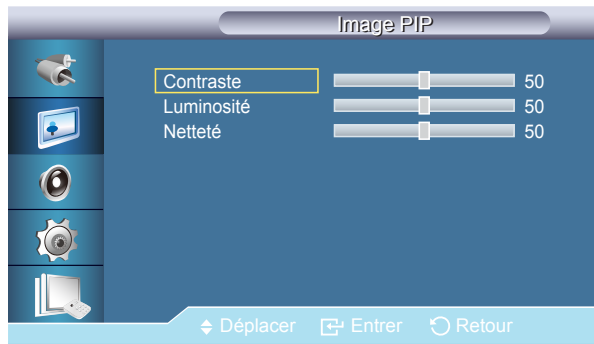 Image PIP
Contraste 50
Luminosité 50
Netteté 50
Déplacer Entrer Retour